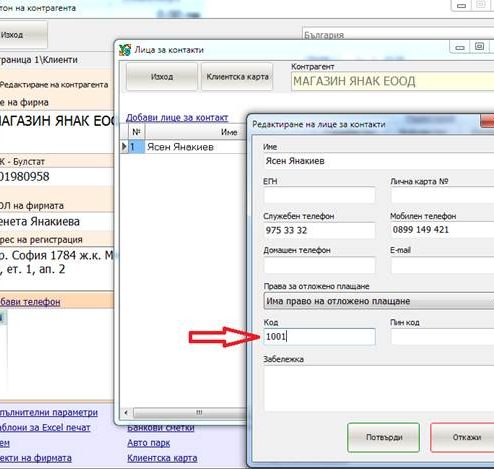 тон на контрагента
Изход
България
траница 1\Клиенти
Редактиране на контрагента
е на фирма
МАГАЗИН ЯНАК ЕОО
К - Булстат
01980958
ОЛ на фирмата
енета Янакиева
рес на регистрация
р. София 1784 ж.к. М
, ет. 1, ап. 2
бави телефон
пълнителни параметри
аблони за Excel печат
ем
екти на фирмата
Банкови сметки
Авто парк
Клиентска карта
Лица за контакти
Изход
Клиентска карта
Контрагент
МАГАЗИН ЯНАК ЕООД
Добави лице за контакт
№ Име
1 Ясен Янакиев
Редактиране на лице за контакти
Име
Ясен Янакиев
ЕГН Лична карта №
Служебен телефон Мобилен телефон
975 33 32 0899 149 421
Домашен телефон E-mail
Права за отложено плащане
Има право на отложено плащане
Код Пин код
1001
Забележка
Потвърди Откажи